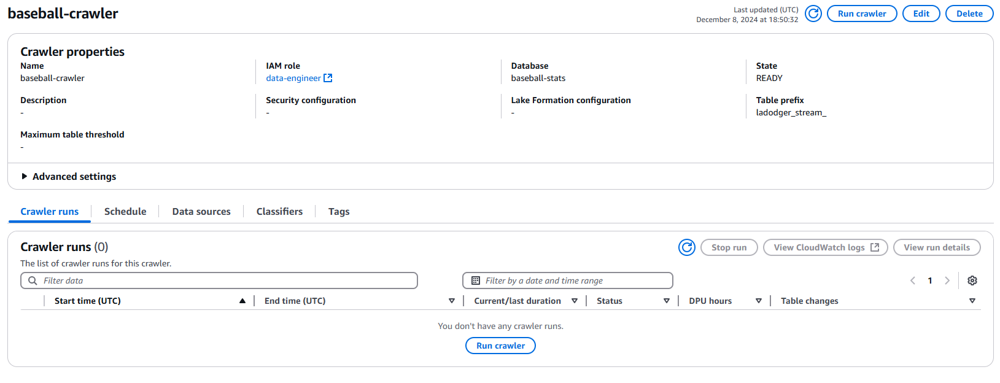 baseball-crawler
Last updated (UTC)
December 8, 2024 at 18:50:32
Run crawler
Edit
Delete
Crawler properties
Name
baseball-crawler
IAM role
data-engineer
Database
baseball-stats
State
READY
Description
-
Security configuration
-
Lake Formation configuration
-
Table prefix
ladodger_stream_
Maximum table threshold
-
Advanced settings
Crawler runs
Schedule
Data sources
Classifiers
Tags
Crawler runs (0)
The list of crawler runs for this crawler.
Stop run
View CloudWatch logs
View run details
Filter data
Filter by a date and time range
1
Start time (UTC)
End time (UTC)
Current/last duration
Status
DPU hours
Table changes
You don't have any crawler runs.
Run crawler